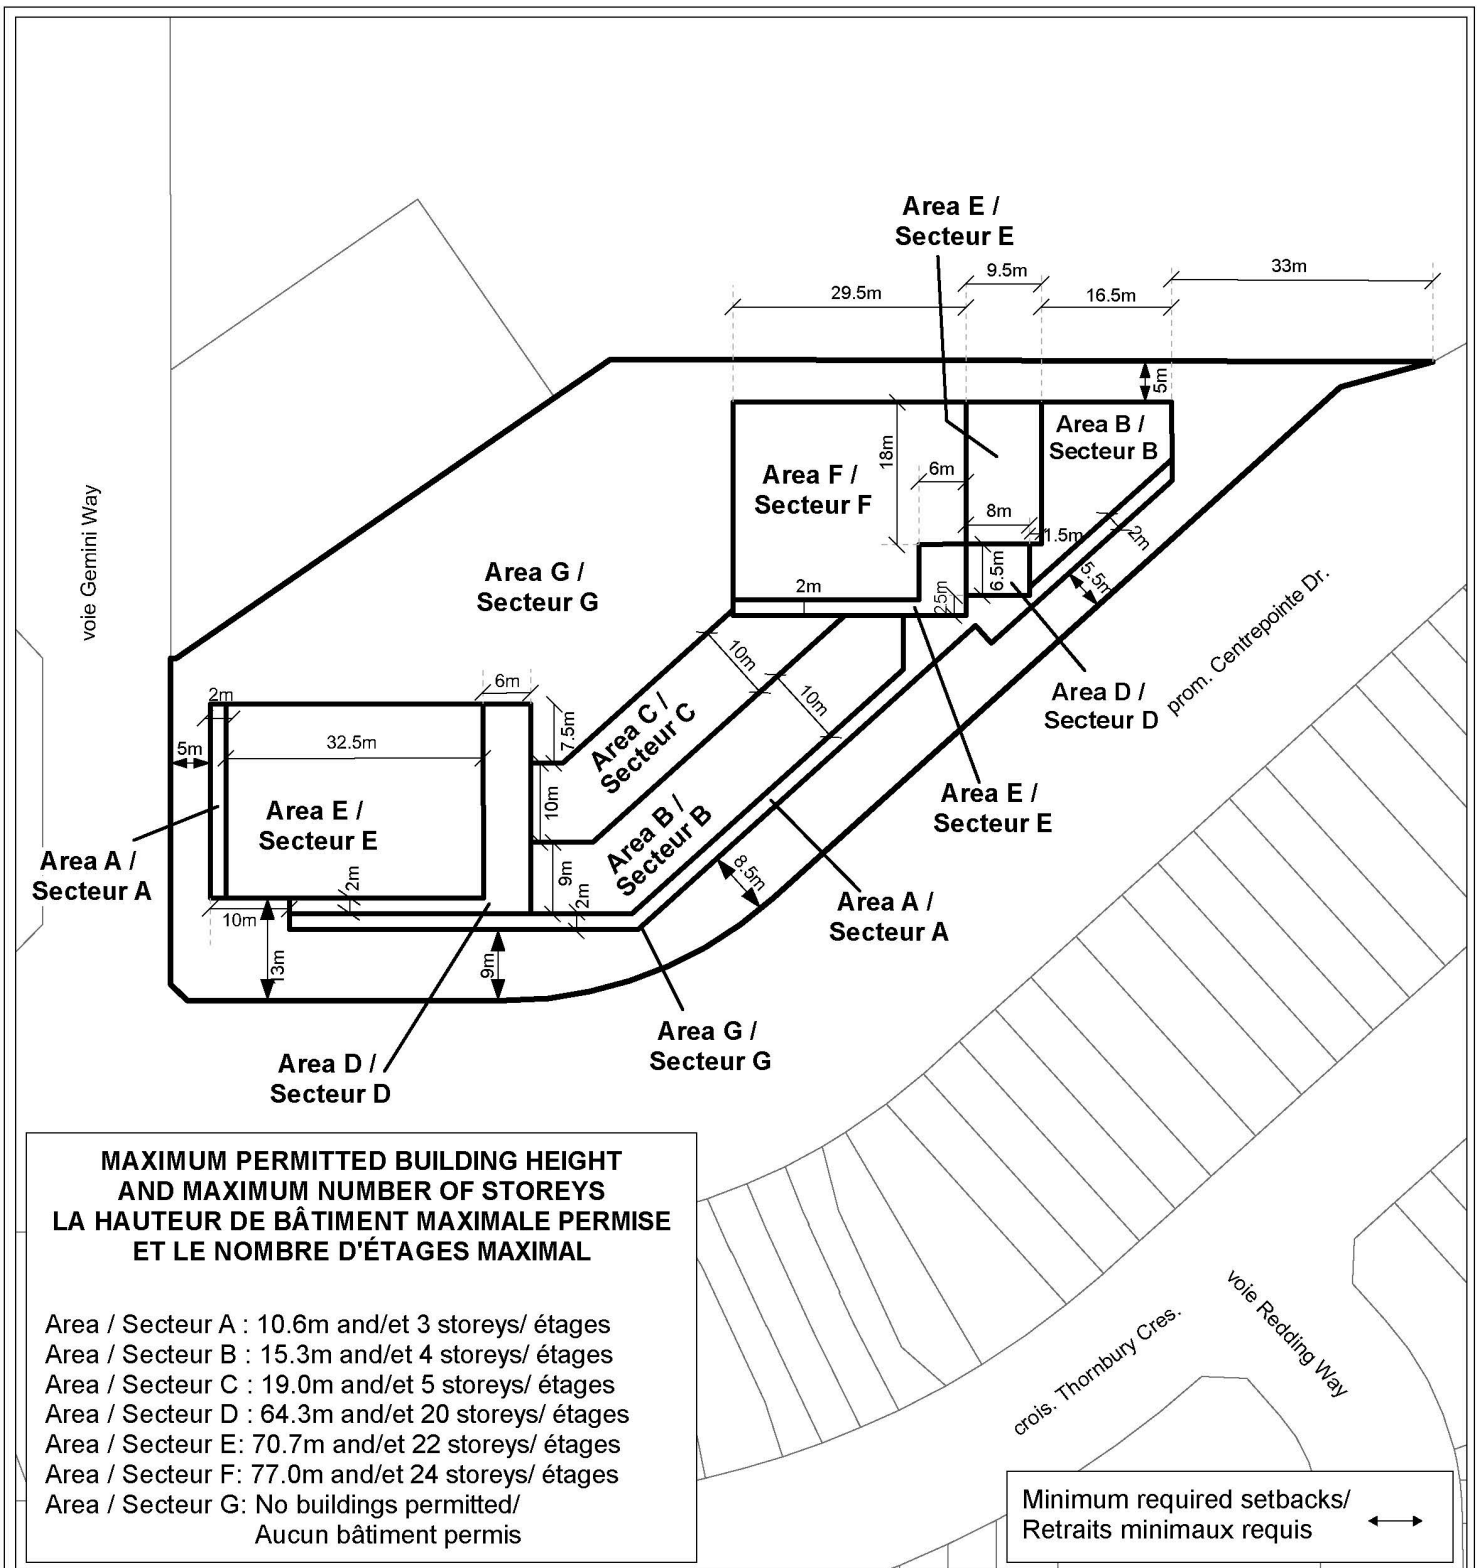 Area E /
Secteur E
9.5m
33m
29.5m
16.5m
5m
Area B /
Secteur B
18m
6m
Area F /
Secteur F
8m
1.5m
2m
voie Gemini Way
6.5m
5.5m
Area G /
Secteur G
2m
2.5m
prom. Centrepointe Dr.
10m
Area D /
Secteur D
6m
2m
10m
7.5m
Area C /
Secteur C
5m
32.5m
Area E /
Secteur E
10m
Area E /
Secteur E
Area B /
Secteur B
Area A /
Secteur A
9m
8.5m
2m
2m
Area A /
Secteur A
10m
13m
9m
Area G /
Secteur G
Area D /
Secteur D
MAXIMUM PERMITTED BUILDING HEIGHT
AND MAXIMUM NUMBER OF STOREYS
LA HAUTEUR DE BÂTIMENT MAXIMALE PERMISE
ET LE NOMBRE D'ÉTAGES MAXIMAL
Area / Secteur A : 10.6m and/et 3 storeys/ étages
Area / Secteur B : 15.3m and/et 4 storeys/ étages
Area / Secteur C : 19.0m and/et 5 storeys/ étages
Area / Secteur D : 64.3m and/et 20 storeys/ étages
Area / Secteur E: 70.7m and/et 22 storeys/ étages
Area / Secteur F: 77.0m and/et 24 storeys/ étages
Area / Secteur G: No buildings permitted/
Aucun bâtiment permis
crois. Thornbury Cres.
voie Redding Way
Minimum required setbacks/
Retraits minimaux requis